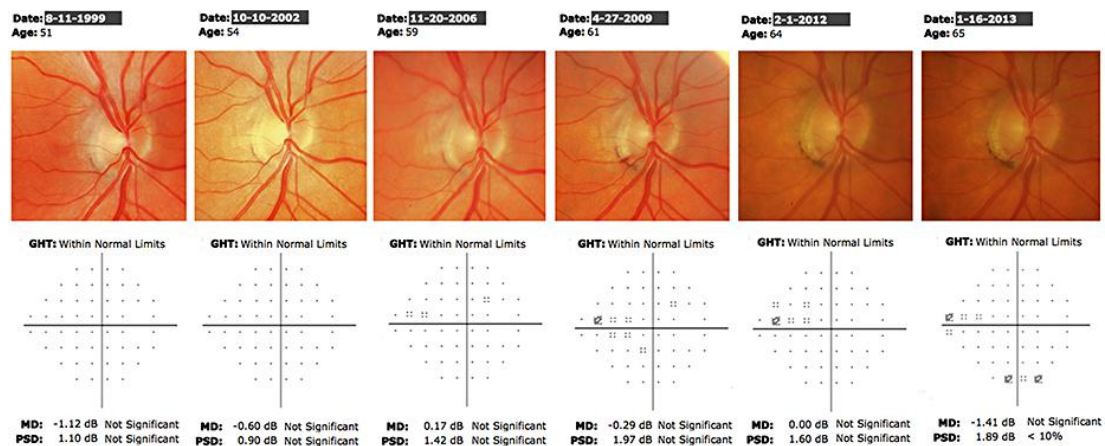 Date: 8-11-1999
Age: 51
Date: 10-10-2002
Age: 54
Date: 11-20-2006
Age: 59
Date: 4-27-2009
Age: 61
Date: 2-1-2012
Age: 64
Date: 1-16-2013
Age: 65
GHT: Within Normal Limits
GHT: Within Normal Limits
GHT: Within Normal Limits
GHT: Within Normal Limits
GHT: Within Normal Limits
GHT: Within Normal Limits
MD: -1.12 dB Not Significant
PSD: 1.10 dB Not Significant
MD: -0.60 dB Not Significant
PSD: 0.90 dB Not Significant
MD: 0.17 dB Not Significant
PSD: 1.42 dB Not Significant
MD: -0.29 dB Not Significant
PSD: 1.97 dB Not Significant
MD: 0.00 dB Not Significant
PSD: 1.60 dB Not Significant
MD: -1.41 dB Not Significant
PSD: 1.89 dB < 10%